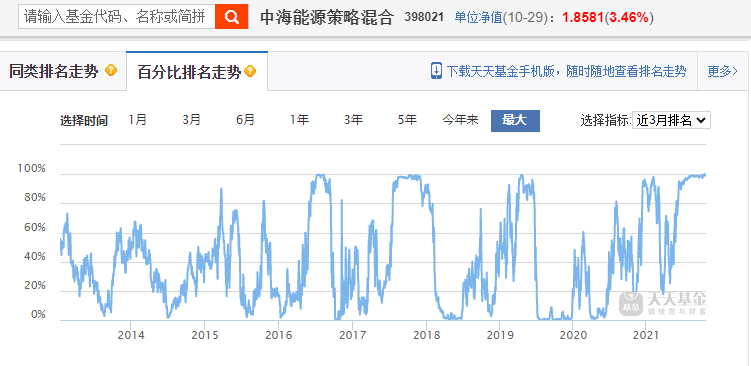 请输入基金代码、名称或简拼 中海能源策略混合 398021 单位净值(10-29)：1.8581(3.46%)
同类排名走势 ? 百分比排名走势 ? 下载天天基金手机版，随时随地查看排名走势 更多>
选择时间 1月 3月 6月 1年 3年 5年 今年来 最大 选择指标: 近3月排名
100%
80%
60%
40%
20%
0%
基金 天天基金
2014 2015 2016 2017 2018 2019 2020 2021